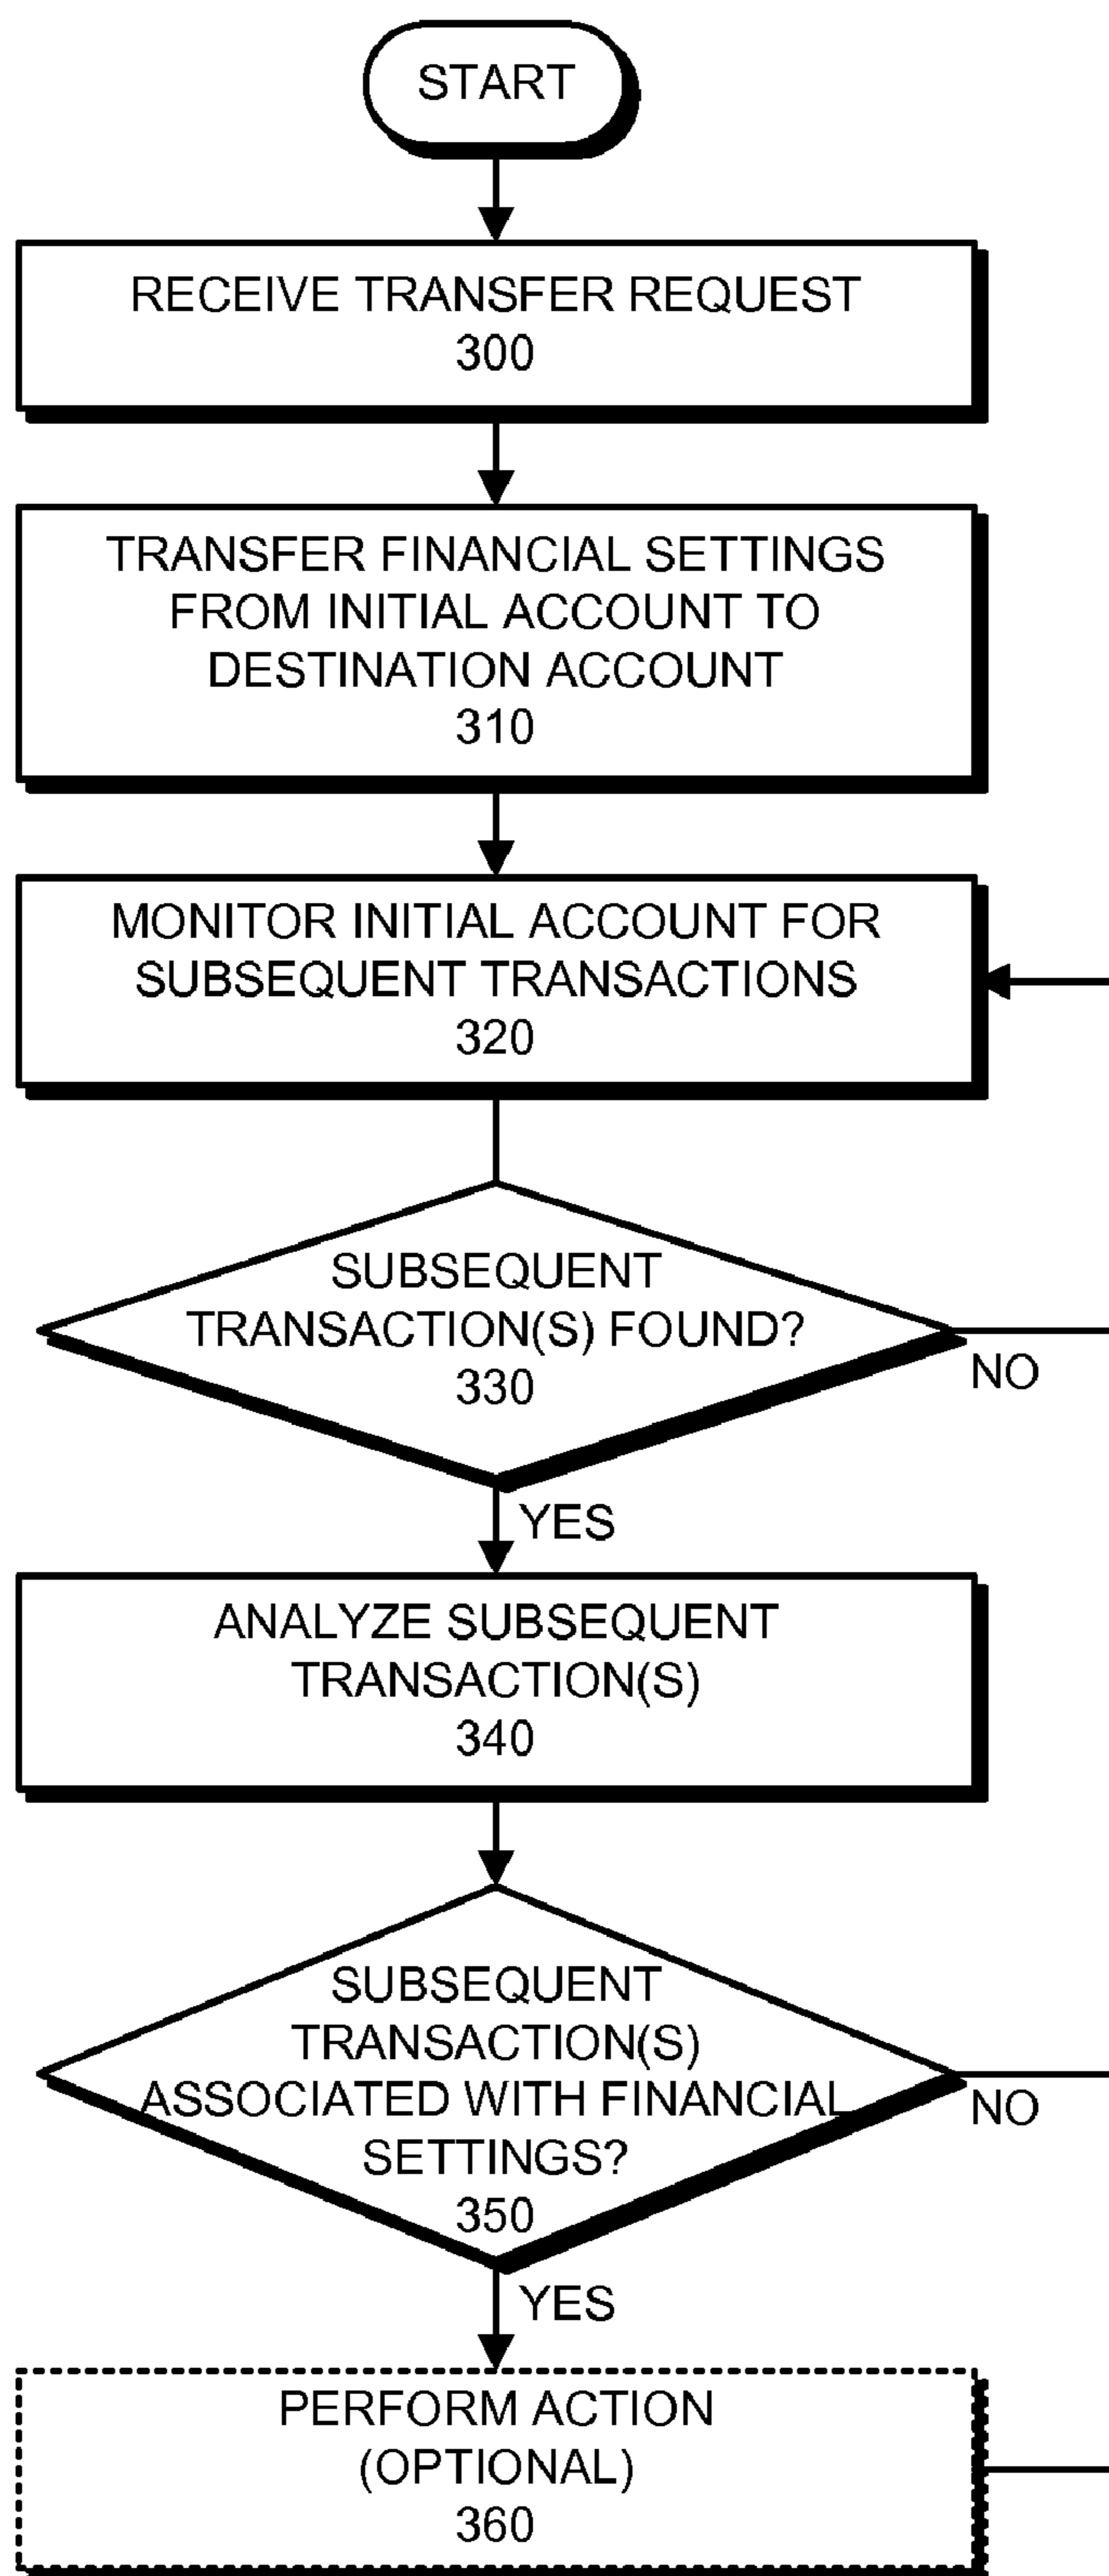 START
RECEIVE TRANSFER REQUEST
300
TRANSFER FINANCIAL SETTINGS
FROM INITIAL ACCOUNT TO
DESTINATION ACCOUNT
310
MONITOR INITIAL ACCOUNT FOR
SUBSEQUENT TRANSACTIONS
320
SUBSEQUENT
TRANSACTION(S) FOUND?
330
NO
YES
ANALYZE SUBSEQUENT
TRANSACTION(S)
340
SUBSEQUENT
TRANSACTION(S)
ASSOCIATED WITH FINANCIAL
SETTINGS?
350
NO
YES
PERFORM ACTION
(OPTIONAL)
360